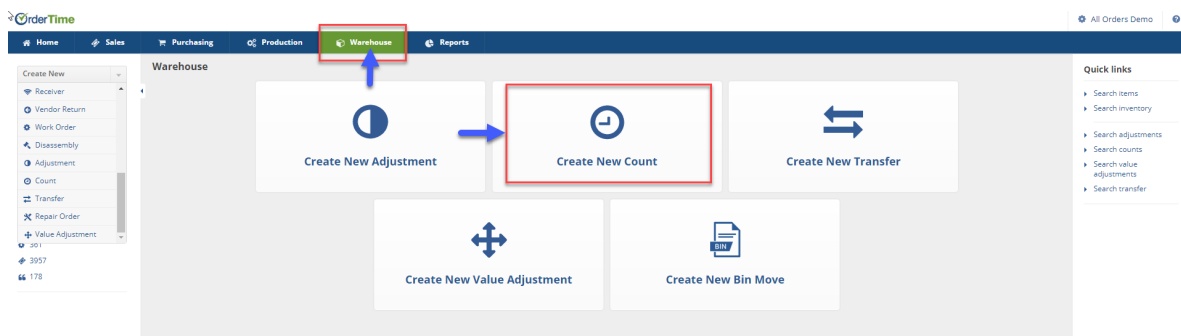 OrderTime
All Orders Demo
Home
Sales
Purchasing
Production
Warehouse
Reports
Create New
Receiver
Vendor Return
Work Order
Disassembly
Adjustment
Count
Transfer
Repair Order
Value Adjustment
361
3957
178
Warehouse
Create New Adjustment
Create New Count
Create New Transfer
Create New Value Adjustment
BIN
Create New Bin Move
Quick links
Search items
Search inventory
Search adjustments
Search counts
Search value
adjustments
Search transfer